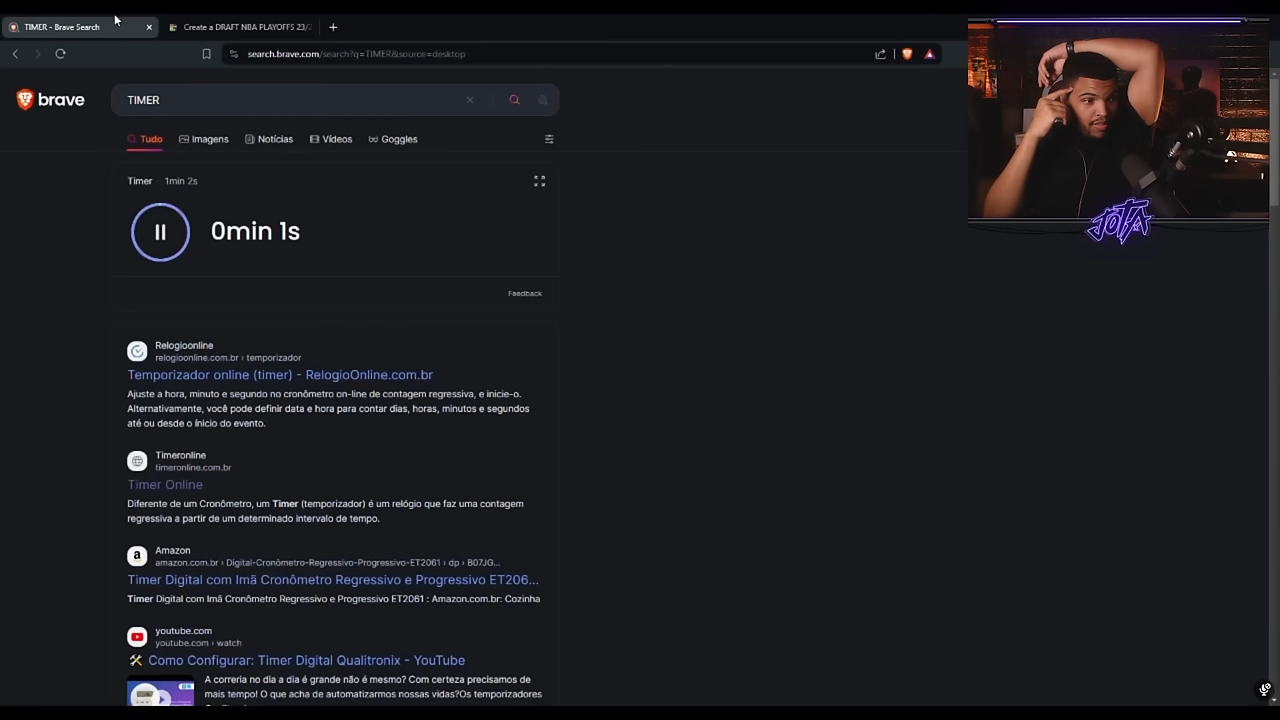 TIMER - Brave Search
Create a DRAFT NBA PLAYOFFS 23/2
search.brave.com/search?q=TIMER&source=desktop
brave
TIMER
Tudo
Imagens
Notícias
Vídeos
Goggles
Timer · 1min 2s
0min 1s
Feedback
Relogioonline
relogioonline.com.br › temporizador
Temporizador online (timer) - RelogioOnline.com.br
Ajuste a hora, minuto e segundo no cronômetro on-line de contagem regressiva, e inicie-o.
Alternativamente, você pode definir data e hora para contar dias, horas, minutos e segundos
até ou desde o início do evento.
Timeronline
timeronline.com.br
Timer Online
Diferente de um Cronômetro, um Timer (temporizador) é um relógio que faz uma contagem
regressiva a partir de um determinado intervalo de tempo.
Amazon
amazon.com.br › Digital-Cronômetro-Regressivo-Progressivo-ET2061 › dp › B07JG...
Timer Digital com Imã Cronômetro Regressivo e Progressivo ET206...
Timer Digital com Imã Cronômetro Regressivo e Progressivo ET2061 : Amazon.com.br: Cozinha
youtube.com
youtube.com › watch
Como Configurar: Timer Digital Qualitronix - YouTube
A correria no dia a dia é grande não é mesmo? Com certeza precisamos de
mais tempo! O que acha de automatizarmos nossas vidas?Os temporizadores
JOTA